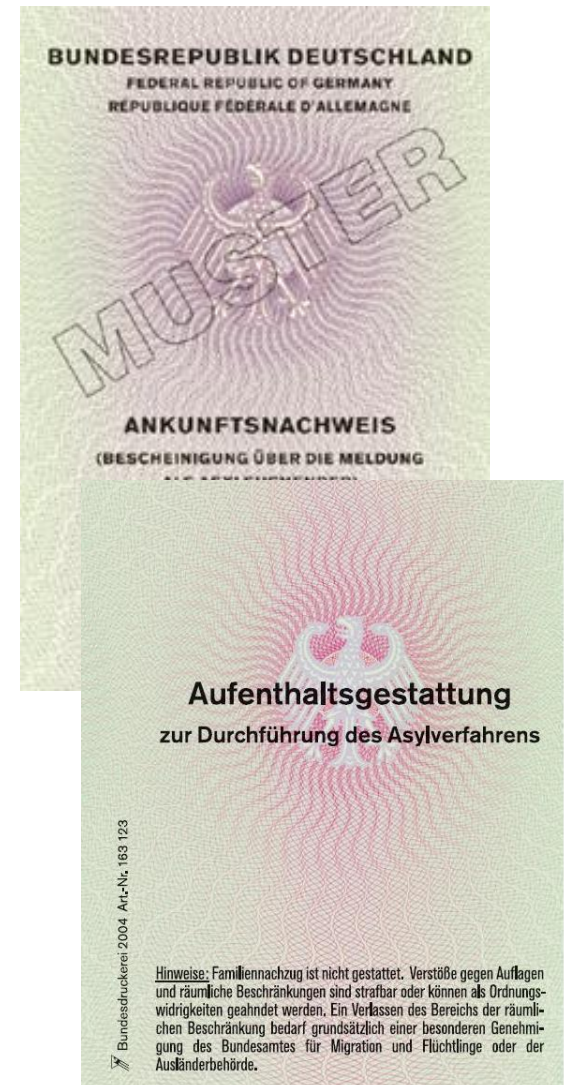 BUNDESREPUBLIK DEUTSCHLAND
FEDERAL REPUBLIC OF GERMANY
RÉPUBLIQUE FÉDÉRALE D'ALLEMAGNE
MUSTER
ANKUNFTSNACHWEIS
(BESCHEINIGUNG ÜBER DIE MELDUNG
Aufenthaltsgestattung
zur Durchführung des Asylverfahrens
Bundesdruckerei 2004 Art.-Nr. 163 123
Hinweise: Familiennachzug ist nicht gestattet. Verstöße gegen Auflagen
und räumliche Beschränkungen sind strafbar oder können als Ordnungs-
widrigkeiten geahndet werden. Ein Verlassen des Bereichs der räumli-
chen Beschränkung bedarf grundsätzlich einer besonderen Genehmi-
gung des Bundesamtes für Migration und Flüchtlinge oder der
Ausländerbehörde.